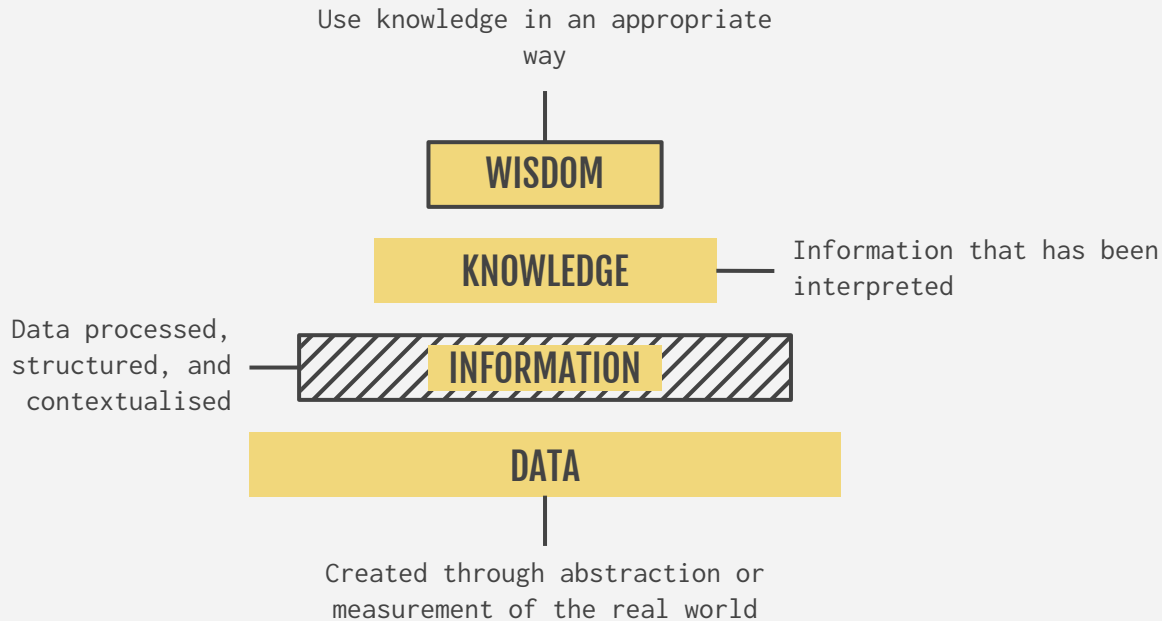 Use knowledge in an appropriate
way
WISDOM
KNOWLEDGE
Information that has been
interpreted
Data processed,
structured, and
contextualised
INFORMATION
DATA
Created through abstraction or
measurement of the real world